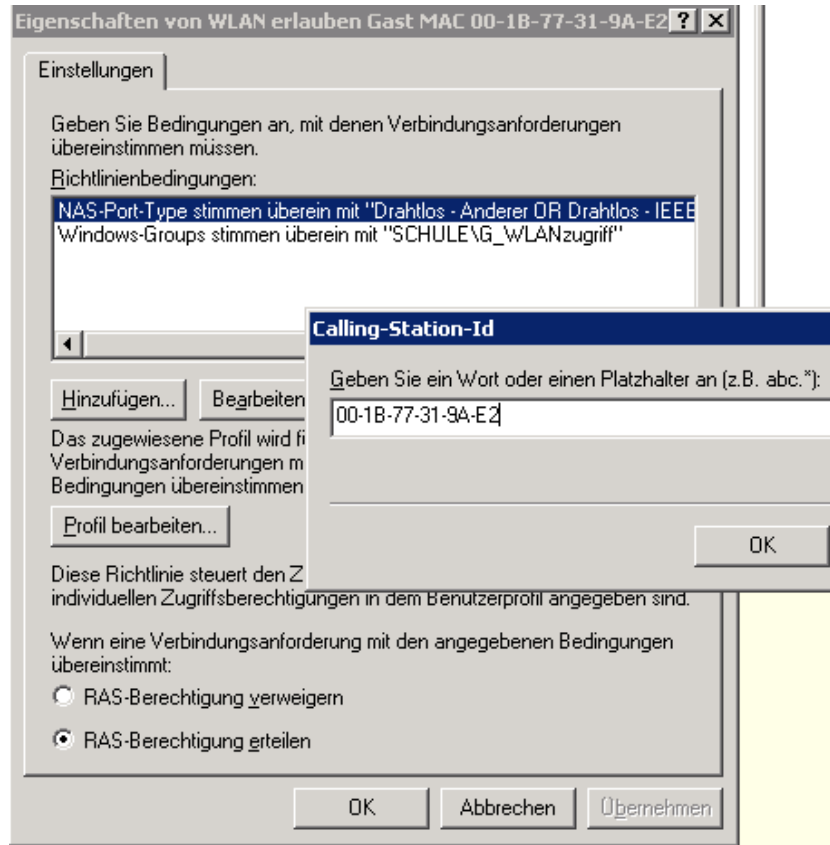 Eigenschaften von WLAN erlauben Gast MAC 00-1B-77-31-9A-E2 ? X
Einstellungen
Geben Sie Bedingungen an, mit denen Verbindungsanforderungen
übereinstimmen müssen.
Richtlinienbedingungen:
NAS-Port-Type stimmen überein mit "Drahtlos - Anderer OR Drahtlos - IEEE
Windows-Groups stimmen überein mit "SCHULE\G_WLANzugriff"
Calling-Station-Id
Geben Sie ein Wort oder einen Platzhalter an (z.B. abc.*):
00-1B-77-31-9A-E2
OK
Hinzufügen... Bearbeiten
Das zugewiesene Profil wird
Verbindungsanforderungen
Bedingungen übereinstimmen
Profil bearbeiten...
Diese Richtlinie steuert den
individuellen Zugriffsberechtigungen in dem Benutzerprofil angegeben sind.
Wenn eine Verbindungsanforderung mit den angegebenen Bedingungen
übereinstimmt:
RAS-Berechtigung verweigern
RAS-Berechtigung erteilen
OK Abbrechen Übernehmen